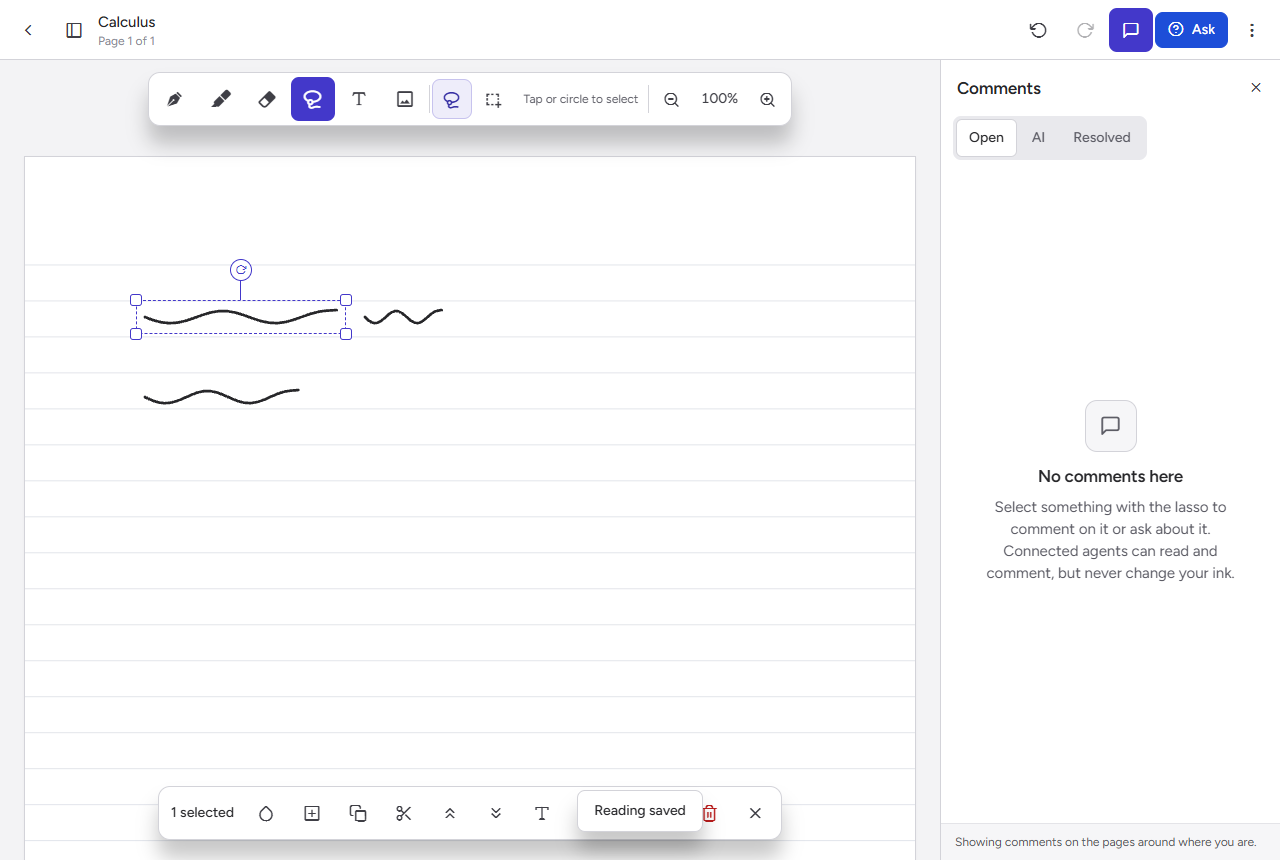 Calculus
Page 1 of 1
Ask
Tap or circle to select
100%
Comments
Open AI Resolved
No comments here
Select something with the lasso to
comment on it or ask about it.
Connected agents can read and
comment, but never change your ink.
1 selected
Reading saved
Showing comments on the pages around where you are.